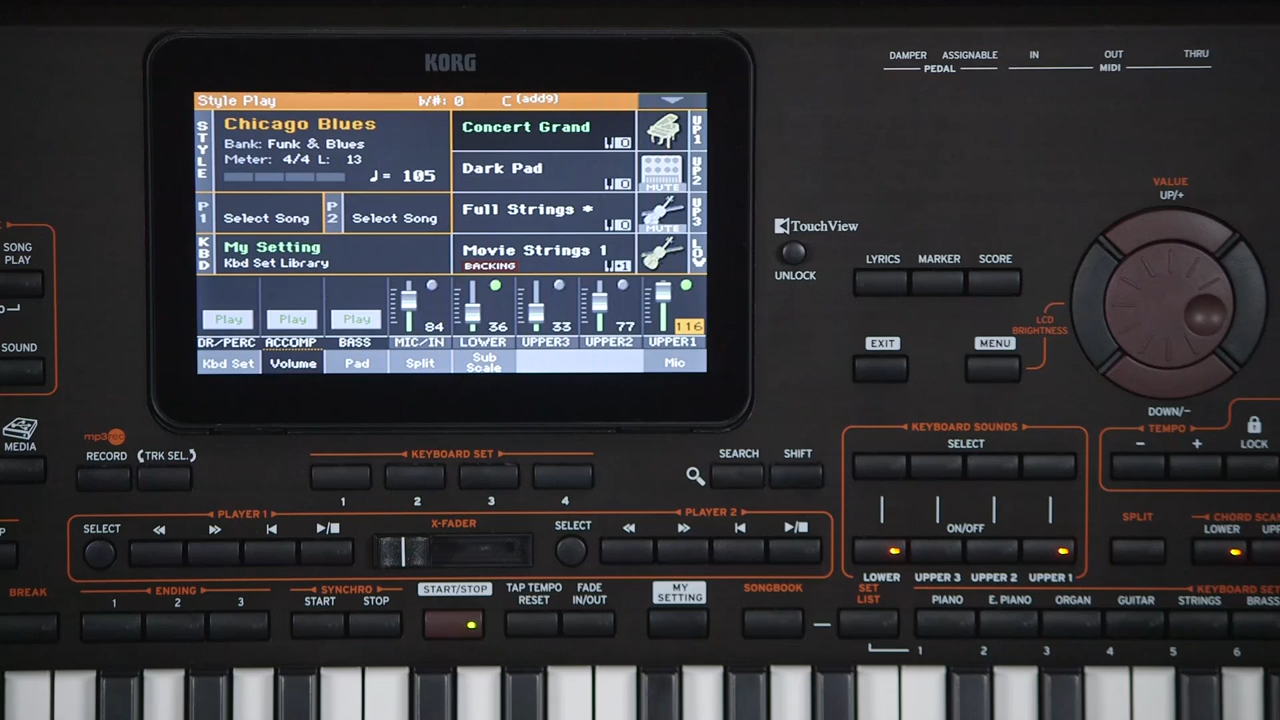 KORG
Style Play
♭/#: 0
C (add9)
STYLE
Chicago Blues
Bank: Funk & Blues
Meter: 4/4 L: 13
♩= 105
Concert Grand
UP1
Dark Pad
MUTE
UP2
P1
Select Song
P2
Select Song
Full Strings *
MUTE
UP3
KBD
My Setting
Kbd Set Library
Movie Strings 1
BACKING
LOW
Play
Play
Play
84
36
33
77
116
DR/PERC ACCOMP BASS MIC/IN LOWER UPPER3 UPPER2 UPPER1
Kbd Set Volume Pad Split Sub Scale Mio
DAMPER ASSIGNABLE IN OUT THRU
PEDAL MIDI
VALUE
UP/+
TouchView
UNLOCK
LYRICS MARKER SCORE
LCD
BRIGHTNESS
EXIT MENU
DOWN/−
SONG
PLAY
SOUND
MEDIA
mp3rec
RECORD TRK SEL.
KEYBOARD SET
1 2 3 4
SEARCH SHIFT
KEYBOARD SOUNDS
SELECT
ON/OFF
LOWER UPPER 3 UPPER 2 UPPER 1
TEMPO
− +
LOCK
SPLIT
CHORD SCAN
LOWER UPP
PLAYER 1
SELECT
X-FADER
PLAYER 2
SELECT
BREAK
ENDING
1 2 3
SYNCHRO
START STOP
START/STOP
TAP TEMPO
RESET
FADE
IN/OUT
MY
SETTING
SONGBOOK
SET
LIST
KEYBOARD SET
PIANO E. PIANO ORGAN GUITAR STRINGS BRASS
1 2 3 4 5 6